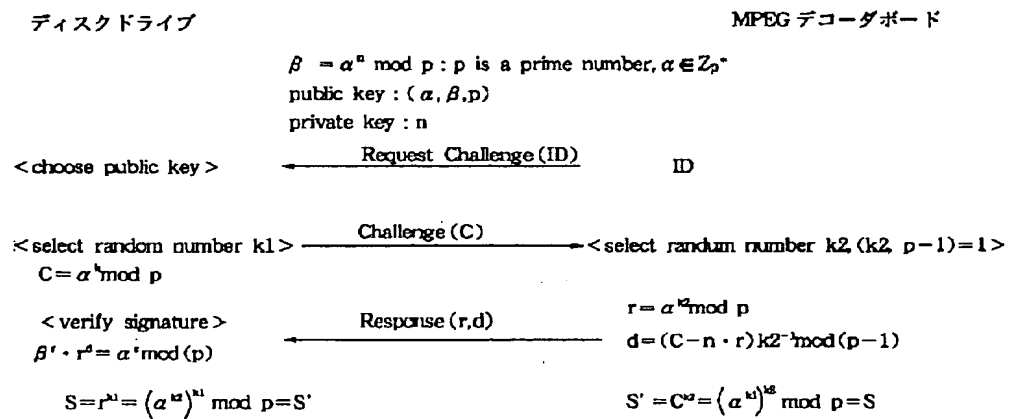 ディスクドライブ
MPEG デコーダボード
β = αⁿ mod p : p is a prime number, α ∈ Zₚ*
public key : (α, β, p)
private key : n
<choose public key>
Request Challenge (ID)
ID
<select random number k1>
Challenge (C)
<select randum number k2, (k2, p−1)=1>
C= α mod p
r= α^k2 mod p
<verify signature>
Response (r,d)
d=(C−n · r)k2⁻¹mod(p−1)
mod (p)
S=r^k1=(α^k2)^k1 mod p=S'
S' =C^k2=(α^k1)^k2 mod p=S